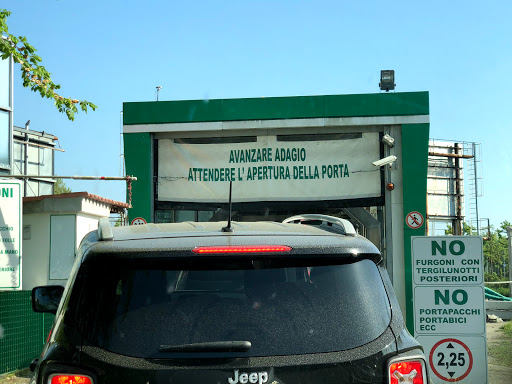 AVANZARE ADAGIO
ATTENDERE L' APERTURA DELLA PORTA
NO
FURGONI CON
TERGILUNOTTI
POSTERIORI
NO
PORTAPACCHI
PORTABICI
ECC
2,25
Jeep